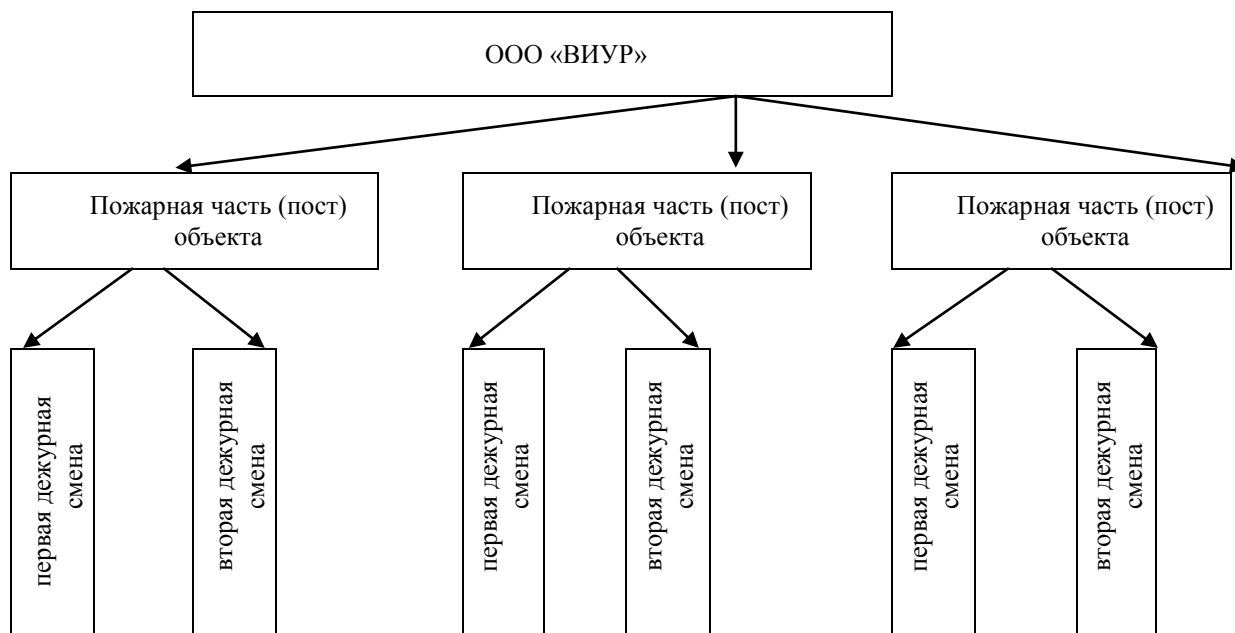 ООО «ВИУР»
Пожарная часть (пост)
объекта
Пожарная часть (пост)
объекта
Пожарная часть (пост)
объекта
первая дежурная
смена
вторая дежурная
смена
первая дежурная
смена
вторая дежурная
смена
первая дежурная
смена
вторая дежурная
смена